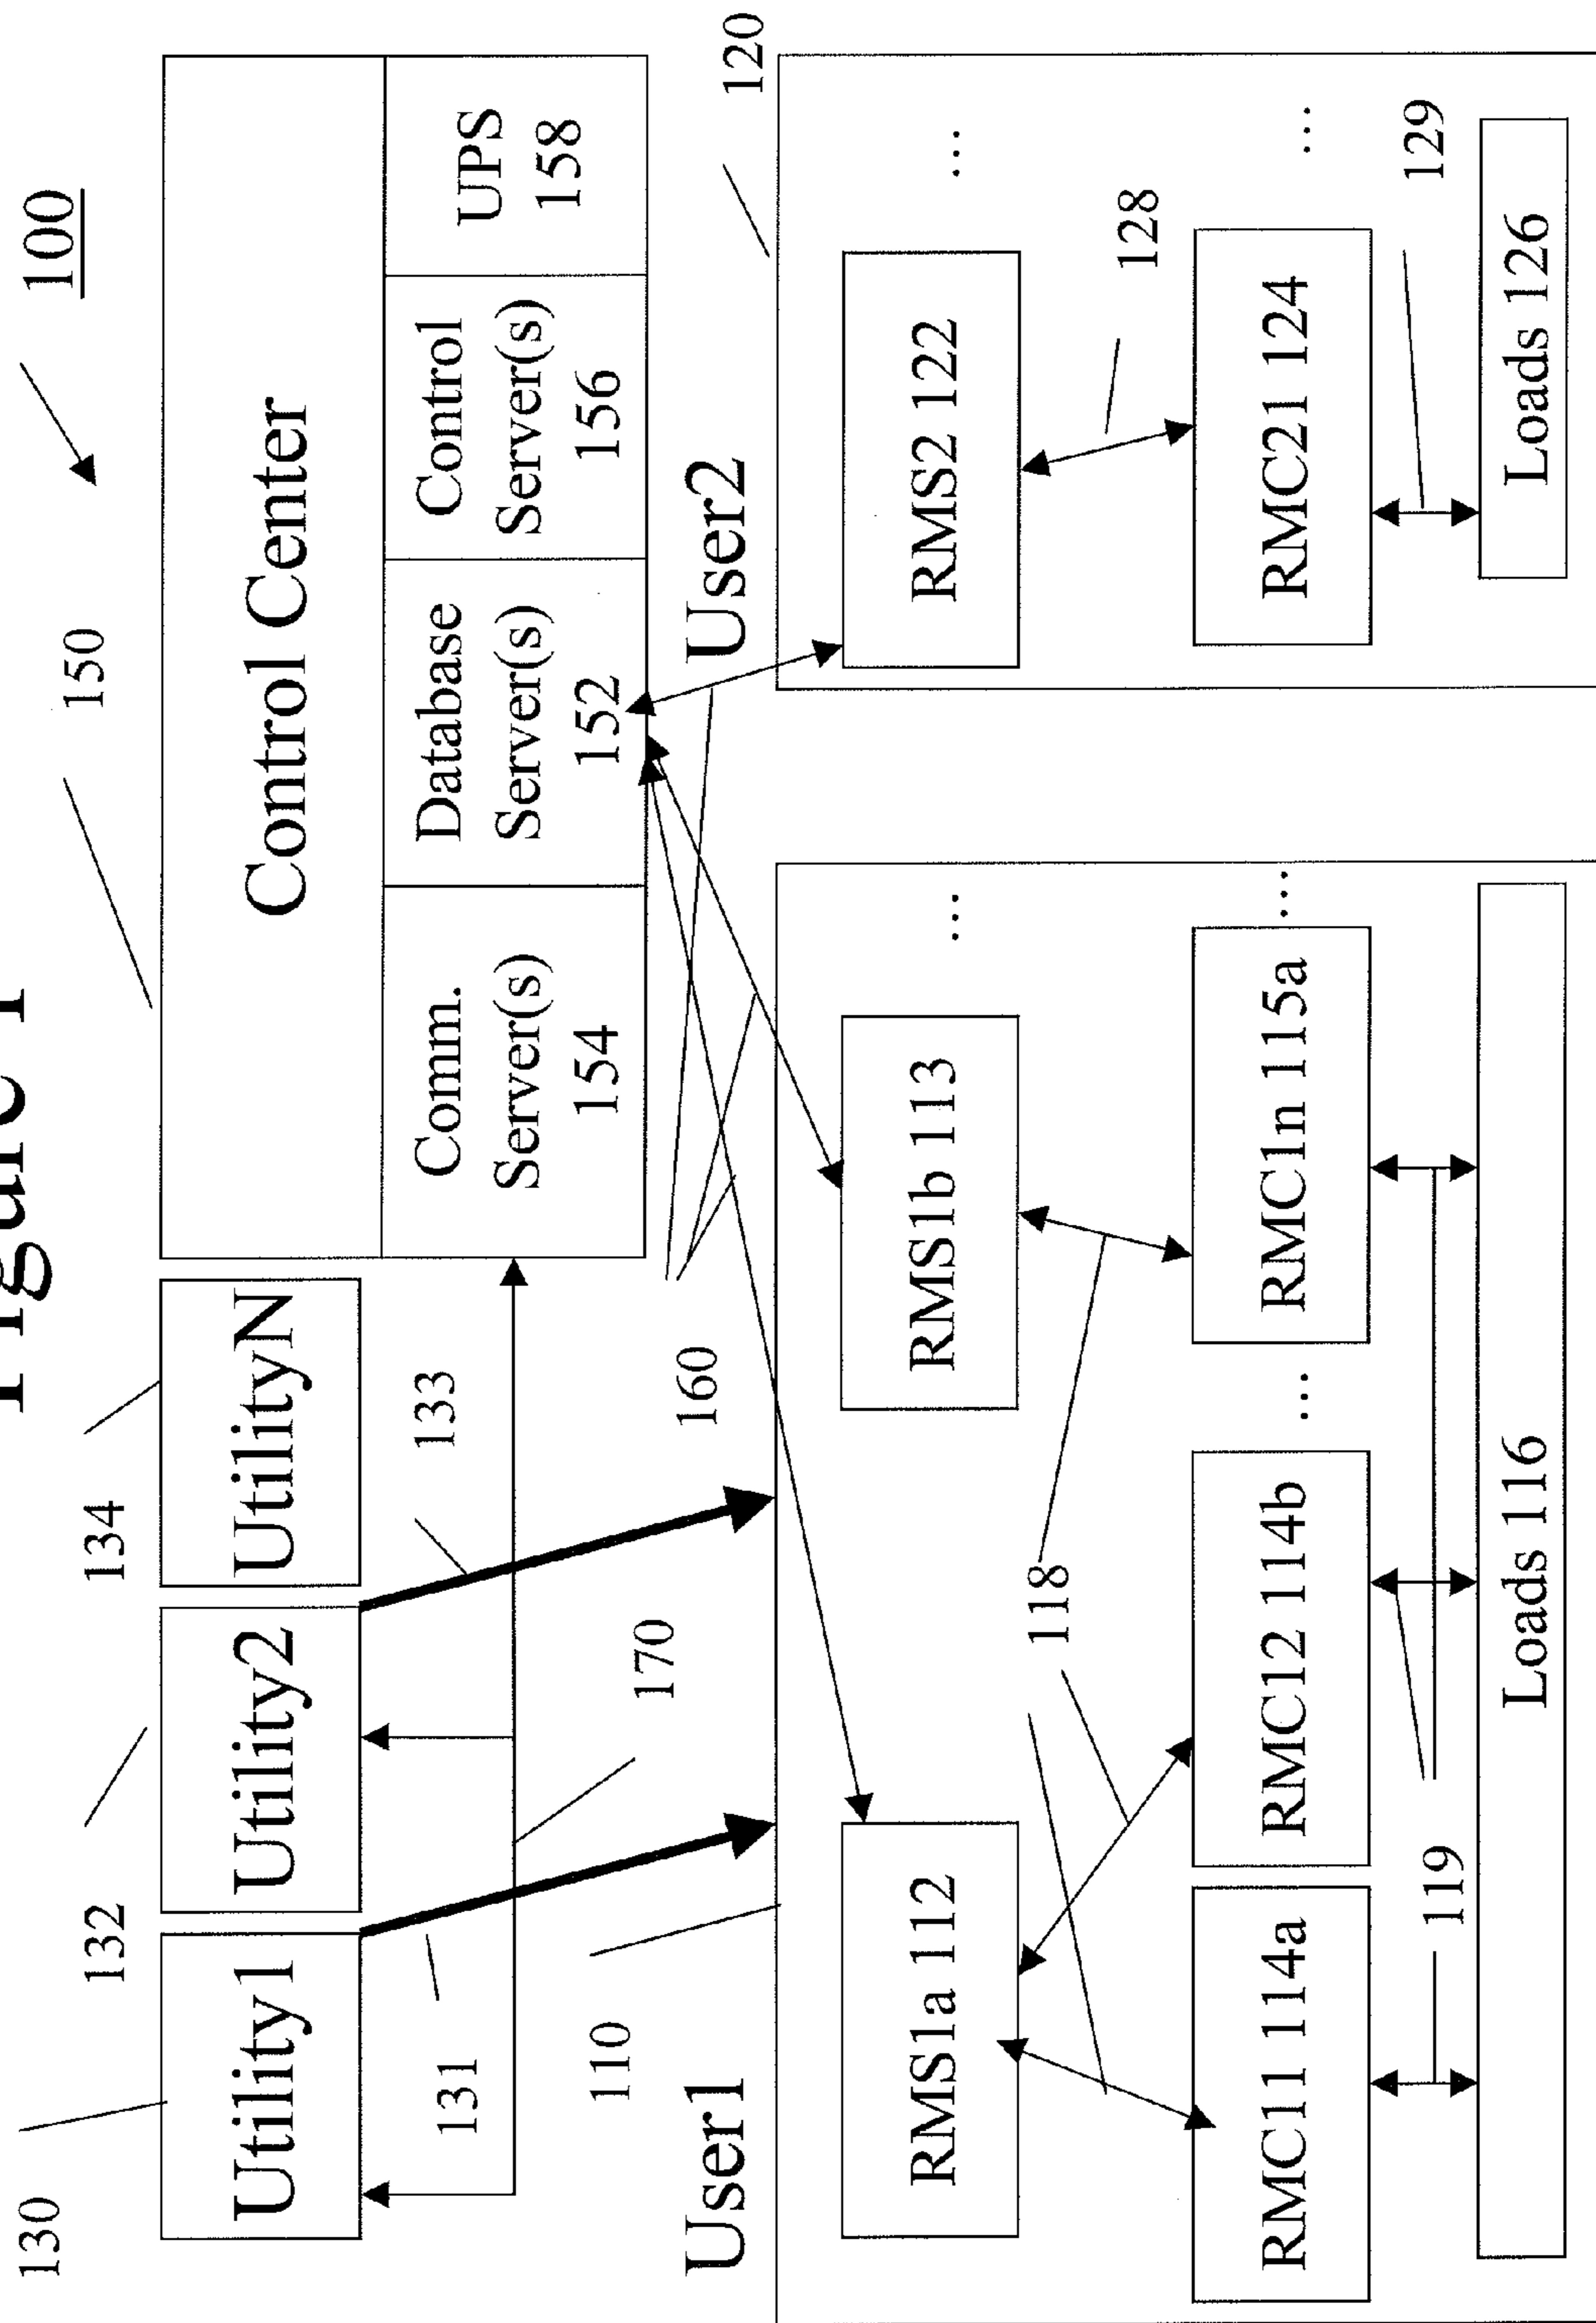 Figure 1
100
130
132
134
150
Utility1
Utility2
UtilityN
Control Center
Comm.
Server(s)
154
Database
Server(s)
152
Control
Server(s)
156
UPS
158
131
133
170
160
110
120
User1
User2
RMS1a 112
RMS1b 113
...
RMS2 122
...
118
128
RMC11 114a
RMC12 114b
...
RMC1n 115a
...
RMC21 124
...
119
129
Loads 116
Loads 126